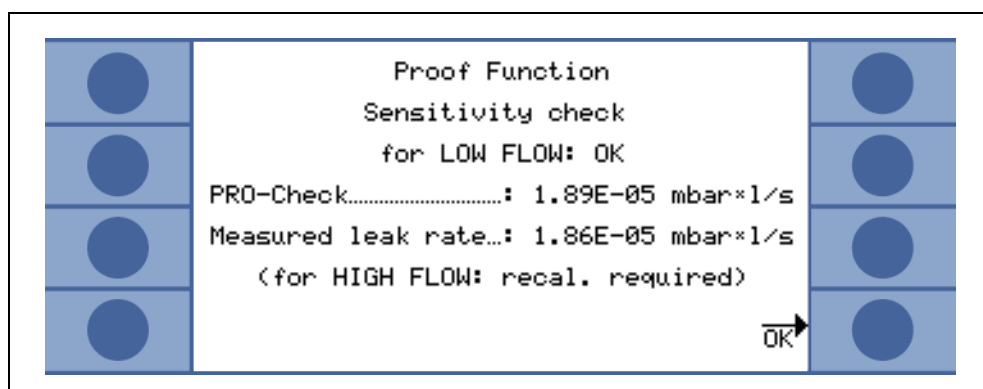 Proof Function
Sensitivity check
for LOW FLOW: OK
PRO-Check..............................: 1.89E-05 mbar×l/s
Measured leak rate…: 1.86E-05 mbar×l/s
(for HIGH FLOW: recal. required)
OK